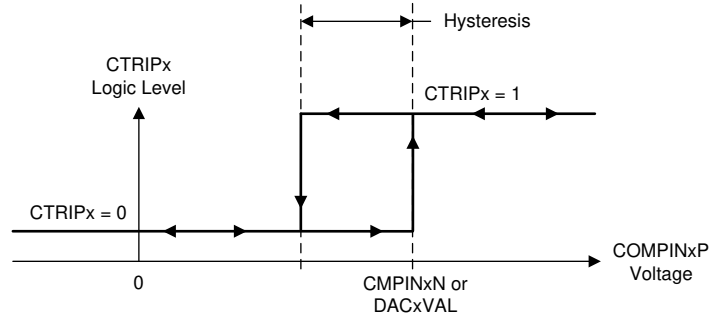 Hysteresis
CTRIPx
Logic Level
CTRIPx = 1
CTRIPx = 0
COMPINxP
Voltage
0
CMPINxN or
DACxVAL